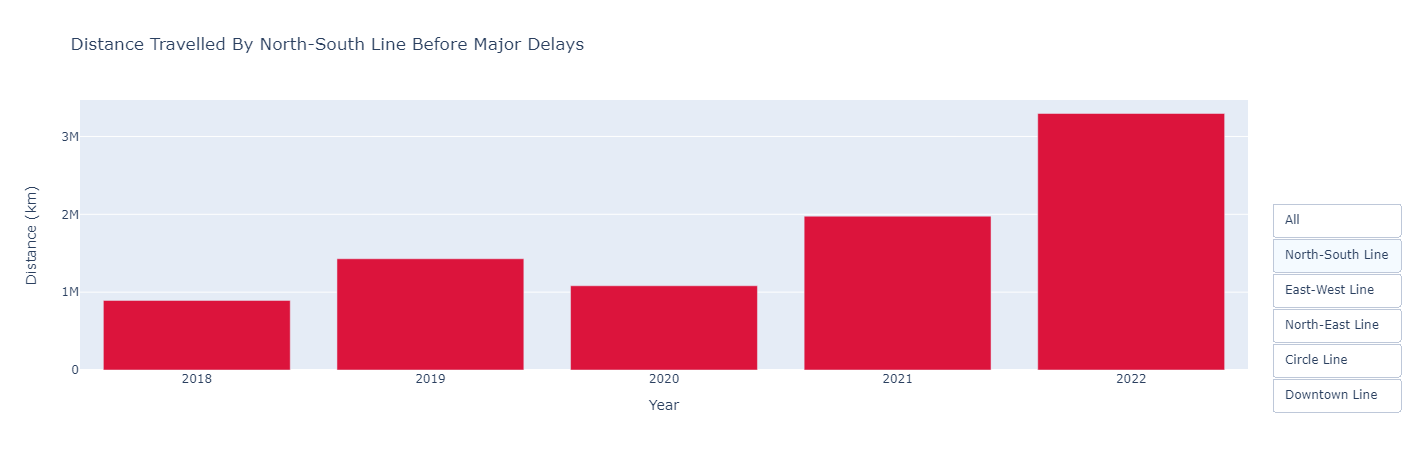 Distance Travelled By North-South Line Before Major Delays
Distance (km)
3M
2M
1M
0
2018
2019
2020
2021
2022
Year
All
North-South Line
East-West Line
North-East Line
Circle Line
Downtown Line